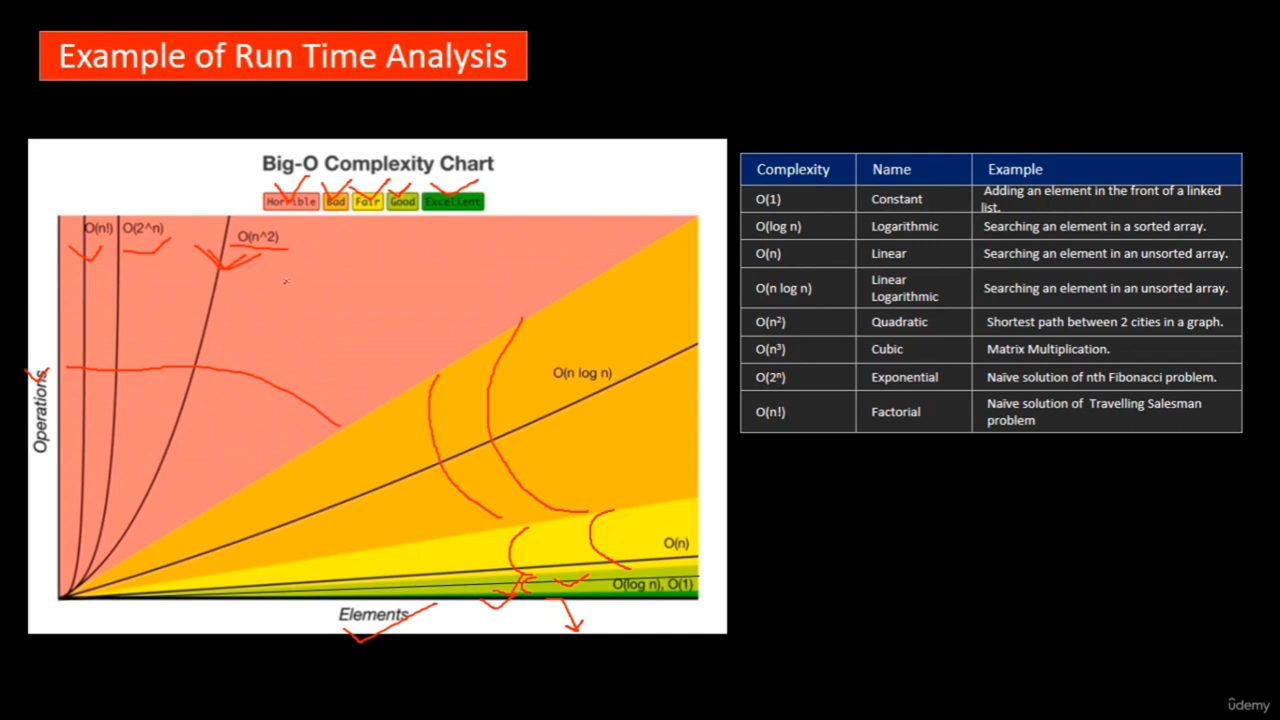 Example of Run Time Analysis
Big-O Complexity Chart
Horrible Bad Fair Good Excellent
O(n!) O(2^n)
O(n^2)
O(n log n)
O(n)
O(log n), O(1)
Operations
Elements
Complexity Name Example
O(1) Constant Adding an element in the front of a linked
list.
O(log n) Logarithmic Searching an element in a sorted array.
O(n) Linear Searching an element in an unsorted array.
O(n log n) Linear
Logarithmic Searching an element in an unsorted array.
O(n²) Quadratic Shortest path between 2 cities in a graph.
O(n³) Cubic Matrix Multiplication.
O(2ⁿ) Exponential Naïve solution of nth Fibonacci problem.
O(n!) Factorial Naïve solution of Travelling Salesman
problem
ûdemy